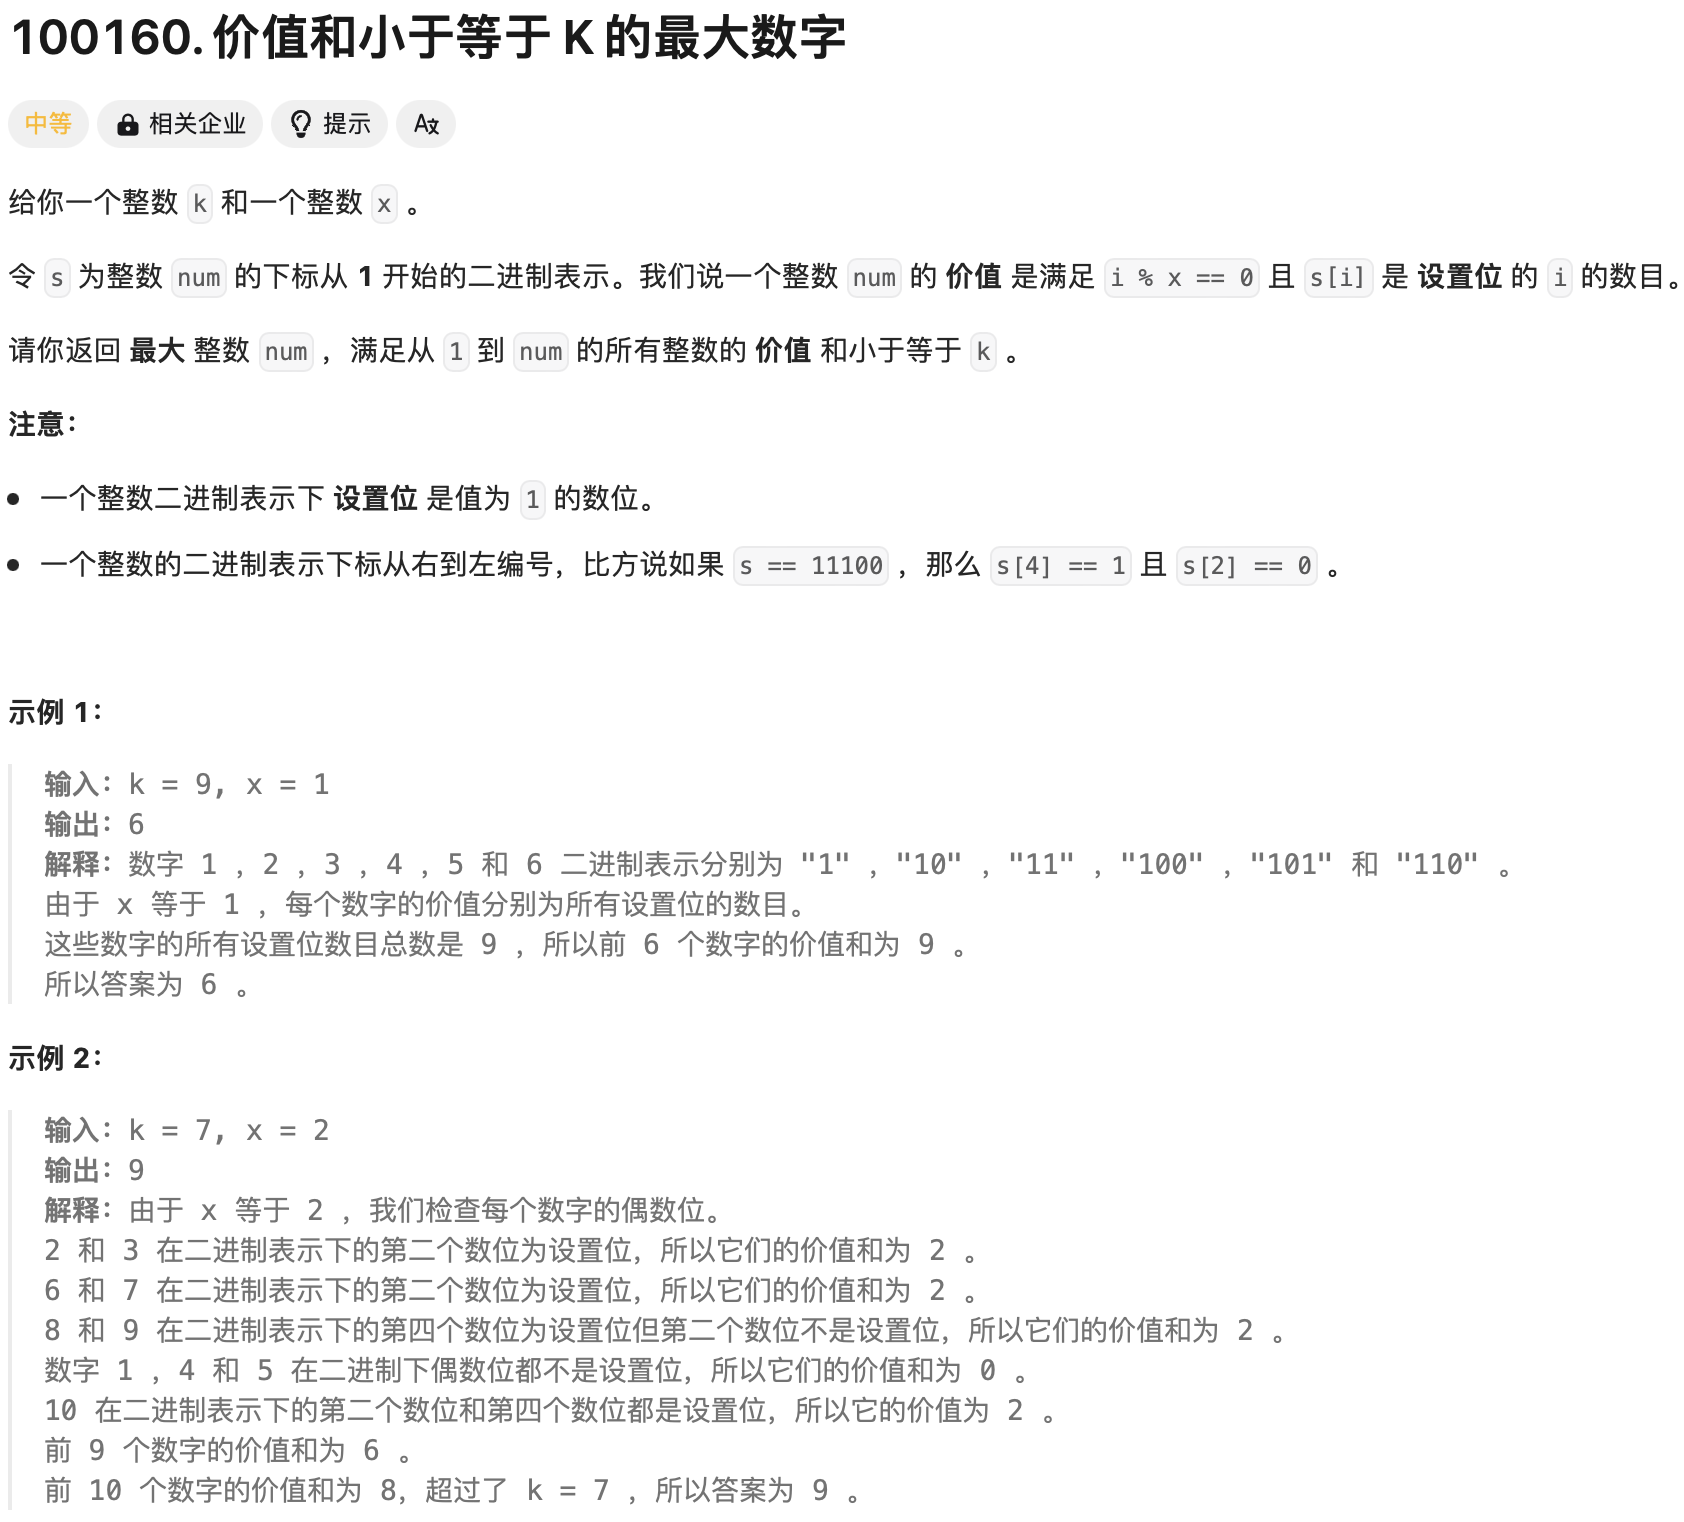 100160. 价值和小于等于 K 的最大数字
中等 相关企业 提示
给你一个整数 k 和一个整数 x 。
令 s 为整数 num 的下标从 1 开始的二进制表示。我们说一个整数 num 的 价值 是满足 i % x == 0 且 s[i] 是 设置位 的 i 的数目。
请你返回 最大 整数 num ，满足从 1 到 num 的所有整数的 价值 和小于等于 k 。
注意：
● 一个整数二进制表示下 设置位 是值为 1 的数位。
● 一个整数的二进制表示下标从右到左编号，比方说如果 s == 11100 ，那么 s[4] == 1 且 s[2] == 0 。
示例 1：
输入：k = 9, x = 1
输出：6
解释：数字 1 ，2 ，3 ，4 ，5 和 6 二进制表示分别为 "1" ，"10" ，"11" ，"100" ，"101" 和 "110" 。
由于 x 等于 1 ，每个数字的价值分别为所有设置位的数目。
这些数字的所有设置位数目总数是 9 ，所以前 6 个数字的价值和为 9 。
所以答案为 6 。
示例 2：
输入：k = 7, x = 2
输出：9
解释：由于 x 等于 2 ，我们检查每个数字的偶数位。
2 和 3 在二进制表示下的第二个数位为设置位，所以它们的价值和为 2 。
6 和 7 在二进制表示下的第二个数位为设置位，所以它们的价值和为 2 。
8 和 9 在二进制表示下的第四个数位为设置位但第二个数位不是设置位，所以它们的价值和为 2 。
数字 1 ，4 和 5 在二进制下偶数位都不是设置位，所以它们的价值和为 0 。
10 在二进制表示下的第二个数位和第四个数位都是设置位，所以它的价值为 2 。
前 9 个数字的价值和为 6 。
前 10 个数字的价值和为 8，超过了 k = 7 ，所以答案为 9 。